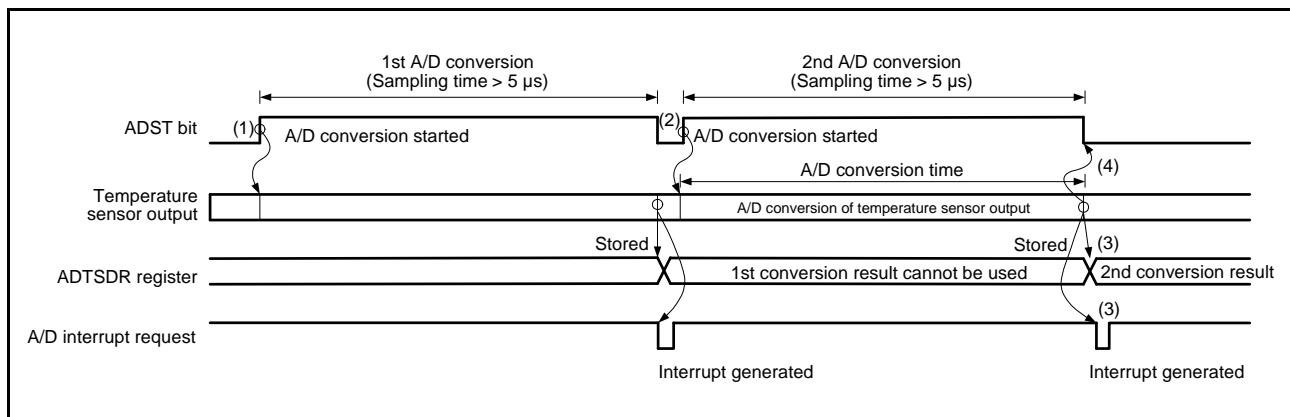 1st A/D conversion
(Sampling time > 5 µs)
2nd A/D conversion
(Sampling time > 5 µs)
ADST bit
(1)
A/D conversion started
(2)
A/D conversion started
(4)
A/D conversion time
Temperature
sensor output
A/D conversion of temperature sensor output
Stored
Stored
(3)
ADTSDR register
1st conversion result cannot be used
2nd conversion result
(3)
A/D interrupt request
Interrupt generated
Interrupt generated